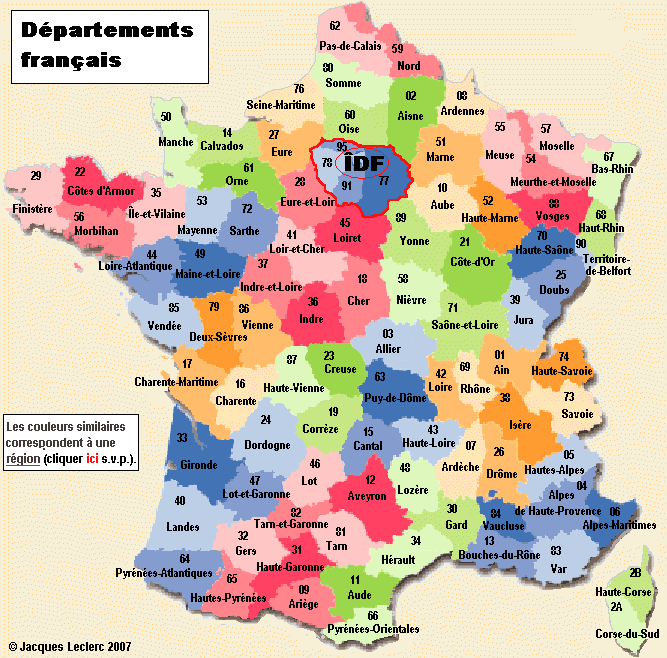 Départements
français
62
Pas-de-Calais
59
Nord
80
Somme
76
Seine-Maritime
02
Aisne
08
Ardennes
60
Oise
50
Manche
14
Calvados
27
Eure
95
ÎDF
78
91
77
51
Marne
55
Meuse
57
Moselle
54
Meurthe-et-Moselle
67
Bas-Rhin
61
Orne
28
Eure-et-Loir
10
Aube
52
Haute-Marne
88
Vosges
68
Haut-Rhin
29
Finistère
22
Côtes d'Armor
56
Morbihan
35
Île-et-Vilaine
53
Mayenne
72
Sarthe
45
Loiret
41
Loir-et-Cher
89
Yonne
21
Côte-d'Or
70
Haute-Saône
90
Territoire-
de-Belfort
44
Loire-Atlantique
49
Maine-et-Loire
37
Indre-et-Loire
18
Cher
58
Nièvre
25
Doubs
39
Jura
85
Vendée
79
Deux-Sèvres
86
Vienne
36
Indre
71
Saône-et-Loire
03
Allier
17
Charente-Maritime
16
Charente
87
Haute-Vienne
23
Creuse
63
Puy-de-Dôme
42
Loire
69
Rhône
01
Ain
74
Haute-Savoie
73
Savoie
38
Isère
Les couleurs similaires
correspondent à une
région (cliquer ici s.v.p.).
33
Gironde
24
Dordogne
19
Corrèze
15
Cantal
43
Haute-Loire
07
Ardèche
26
Drôme
05
Hautes-Alpes
04
Alpes
de Haute-Provence
06
Alpes-Maritimes
40
Landes
47
Lot-et-Garonne
46
Lot
12
Aveyron
48
Lozère
30
Gard
84
Vaucluse
13
Bouches-du-Rône
83
Var
82
Tarn-et-Garonne
32
Gers
81
Tarn
34
Hérault
31
Haute-Garonne
64
Pyrénées-Atlantiques
65
Hautes-Pyrénées
09
Ariège
11
Aude
66
Pyrénées-Orientales
2B
Haute-Corse
2A
Corse-du-Sud
© Jacques Leclerc 2007